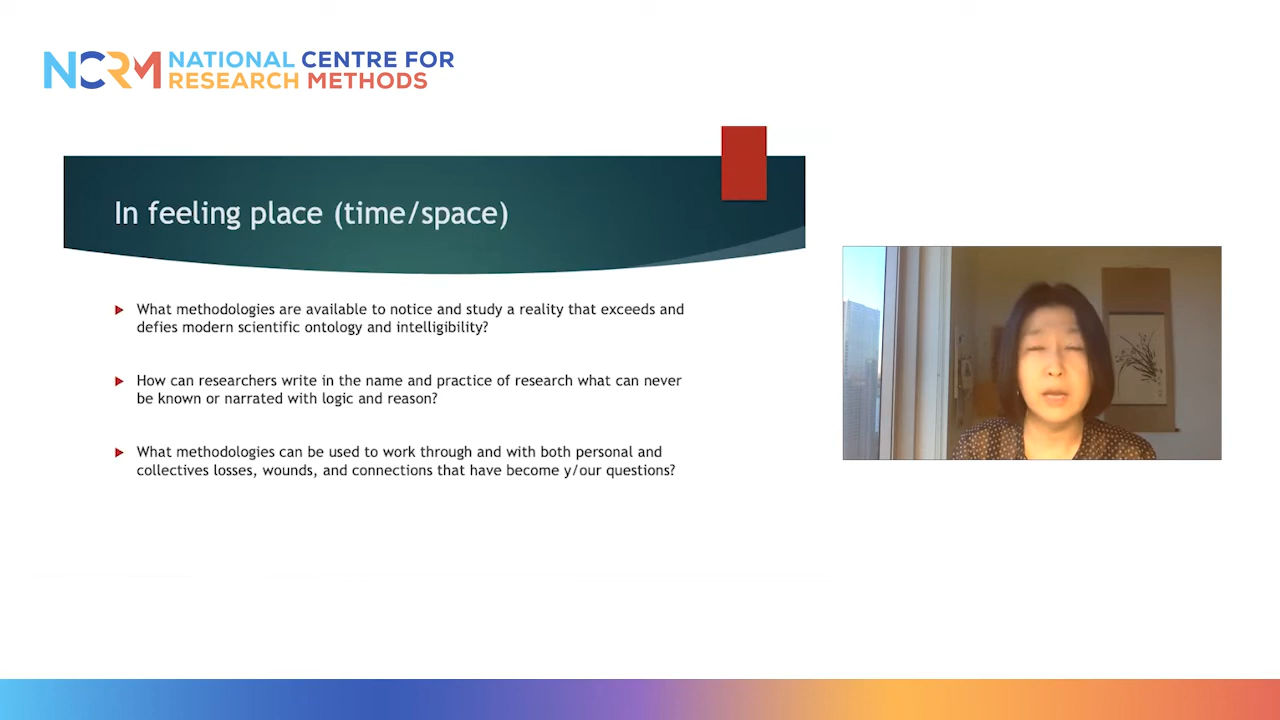 NCRM NATIONAL CENTRE FOR
RESEARCH METHODS
In feeling place (time/space)
What methodologies are available to notice and study a reality that exceeds and
defies modern scientific ontology and intelligibility?
How can researchers write in the name and practice of research what can never
be known or narrated with logic and reason?
What methodologies can be used to work through and with both personal and
collectives losses, wounds, and connections that have become y/our questions?